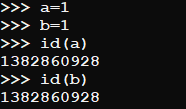 >>> a=1
>>> b=1
>>> id(a)
1382860928
>>> id(b)
1382860928